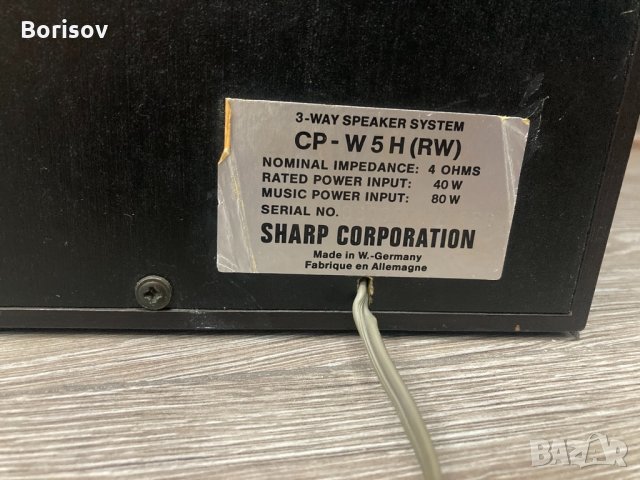 Borisov
3-WAY SPEAKER SYSTEM
CP-W5H(RW)
NOMINAL IMPEDANCE: 4 OHMS
RATED POWER INPUT: 40 W
MUSIC POWER INPUT: 80 W
SERIAL NO.
SHARP CORPORATION
Made in W.-Germany
Fabrique en Allemagne
BAZAR